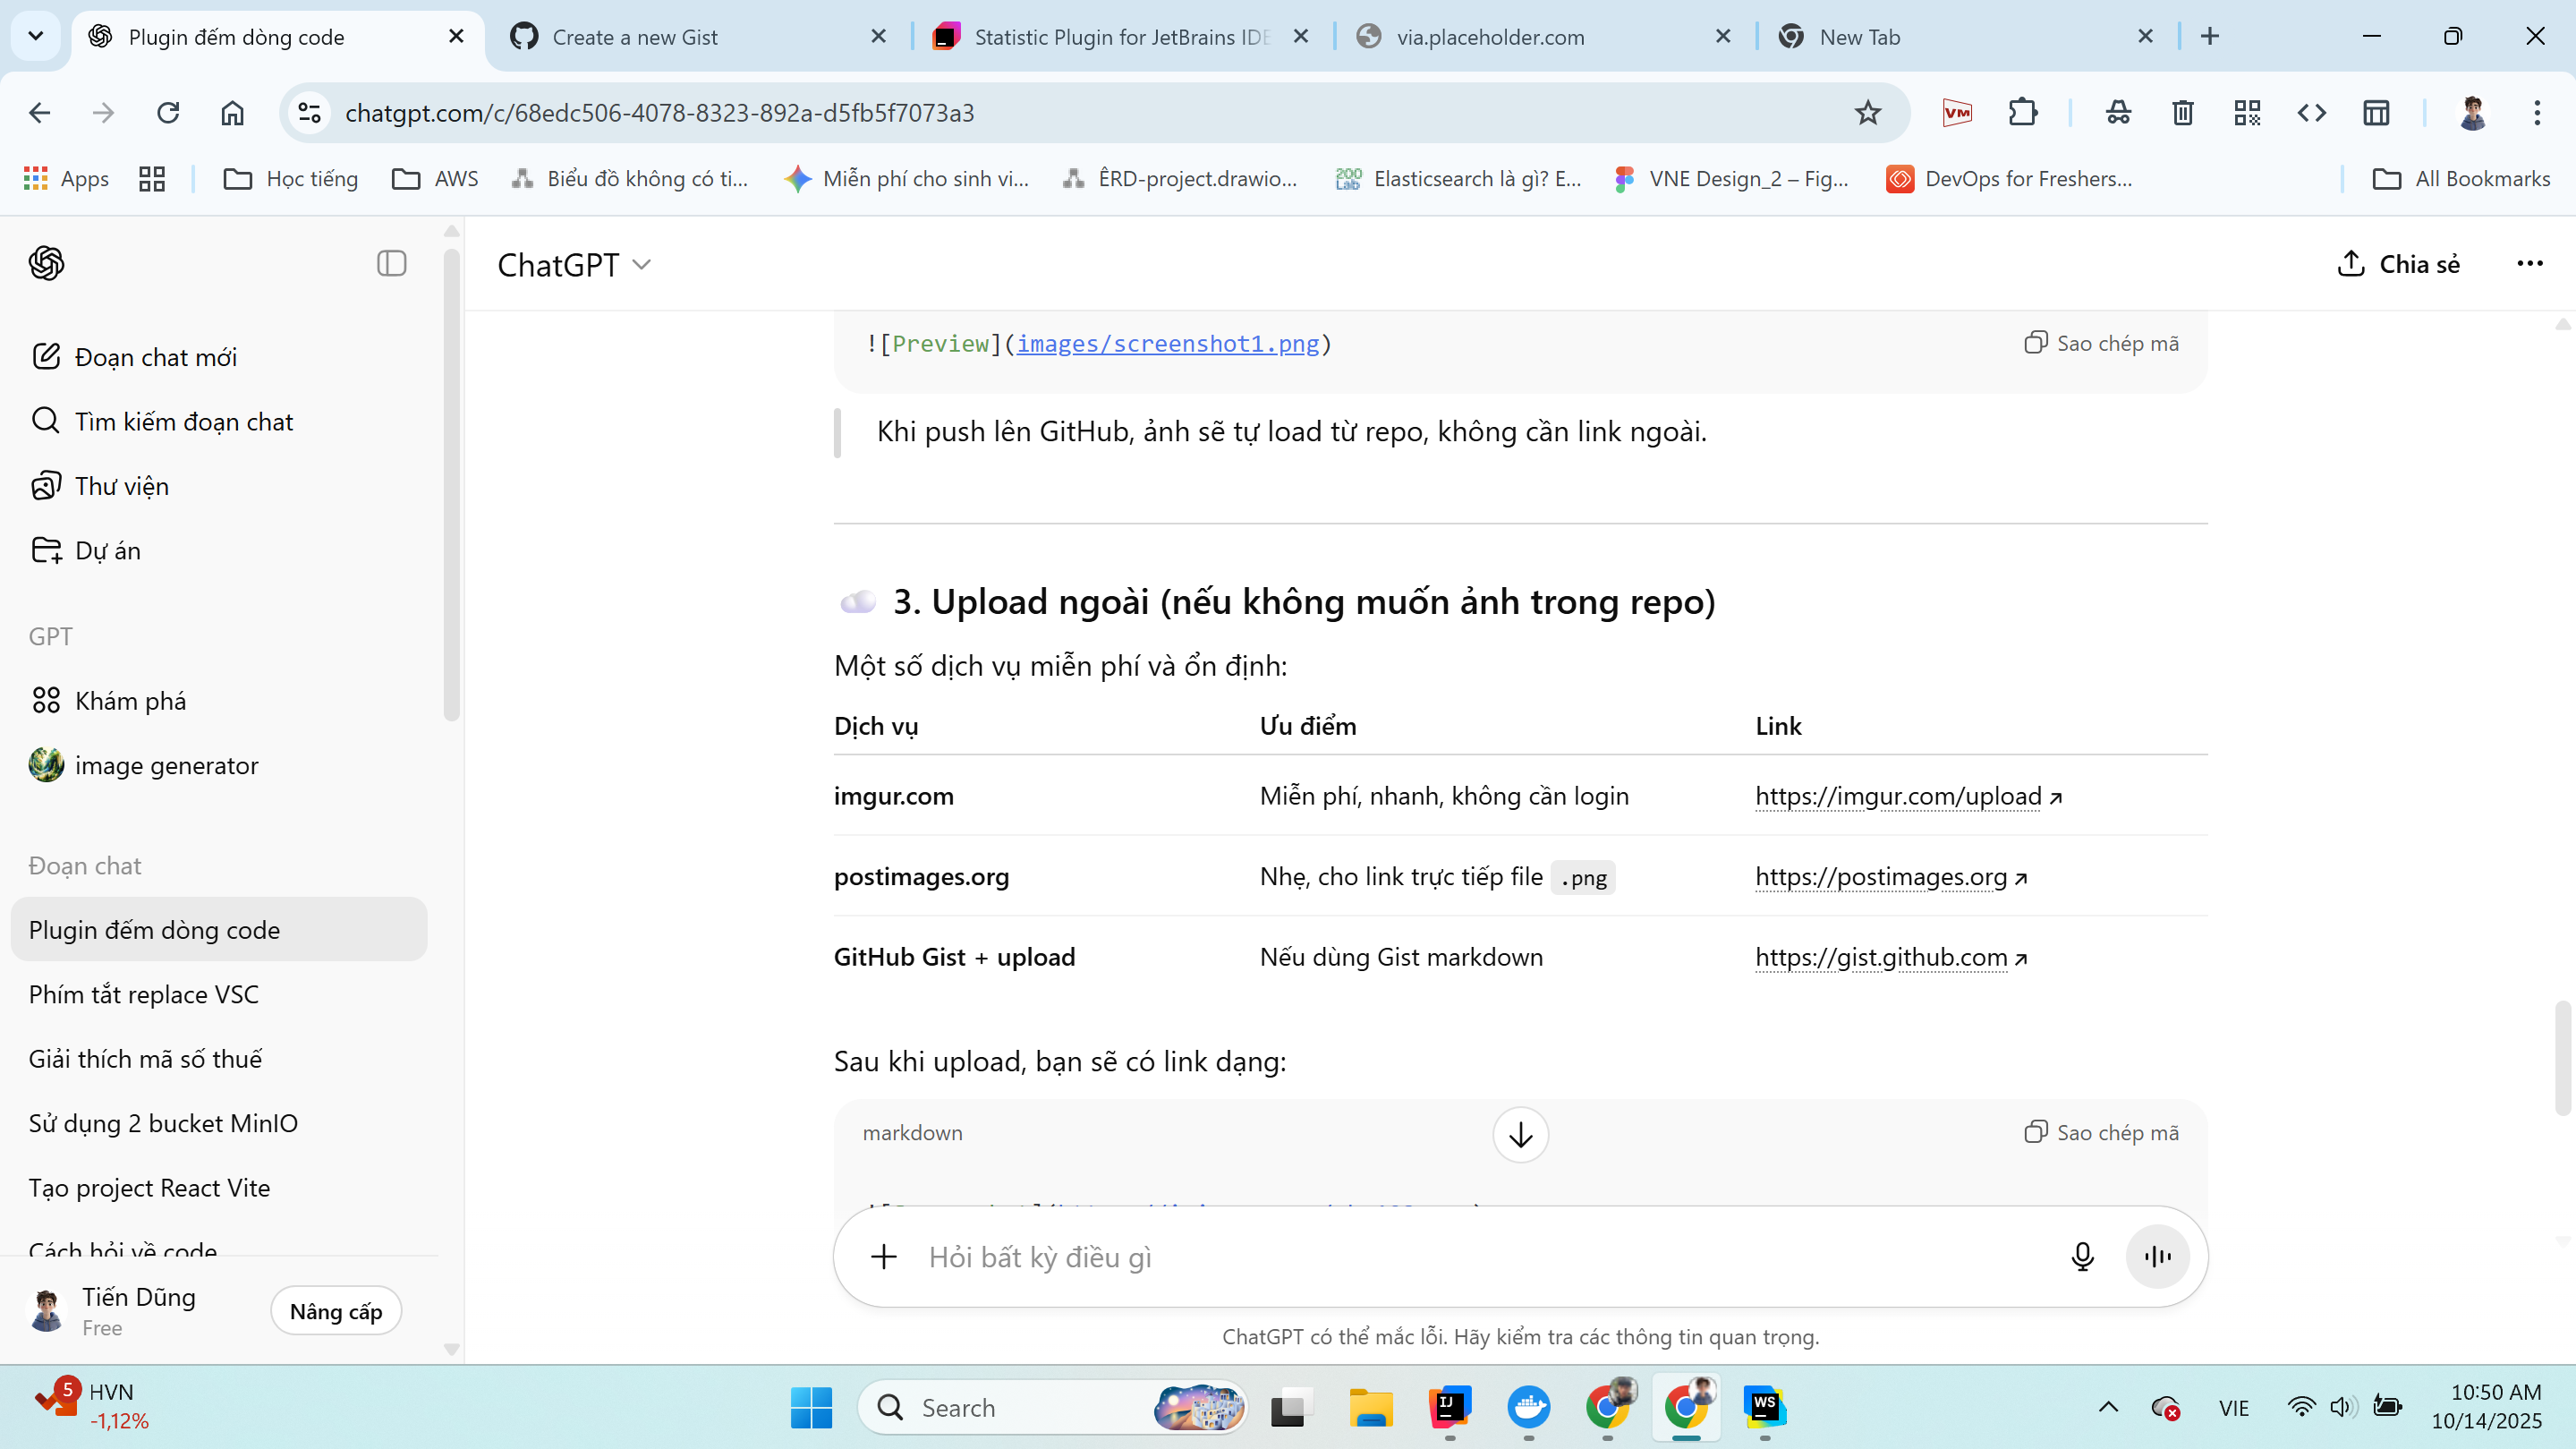 Plugin đếm dòng code
Create a new Gist
Statistic Plugin for JetBrains IDE
via.placeholder.com
New Tab
chatgpt.com/c/68edc506-4078-8323-892a-d5fb5f7073a3
VM
Apps
Học tiếng
AWS
Biểu đồ không có ti...
Miễn phí cho sinh vi...
ÊRD-project.drawio...
200 Lab
Elasticsearch là gì? E...
VNE Design_2 – Fig...
DevOps for Freshers...
All Bookmarks
ChatGPT
Chia sẻ
Đoạn chat mới
Tìm kiếm đoạn chat
Thư viện
Dự án
GPT
Khám phá
image generator
Đoạn chat
Plugin đếm dòng code
Phím tắt replace VSC
Giải thích mã số thuế
Sử dụng 2 bucket MinIO
Tạo project React Vite
Cách hỏi về code
Tiến Dũng
Free
Nâng cấp
![Preview](images/screenshot1.png)
Sao chép mã
Khi push lên GitHub, ảnh sẽ tự load từ repo, không cần link ngoài.
3. Upload ngoài (nếu không muốn ảnh trong repo)
Một số dịch vụ miễn phí và ổn định:
Dịch vụ Ưu điểm Link
imgur.com Miễn phí, nhanh, không cần login https://imgur.com/upload
postimages.org Nhẹ, cho link trực tiếp file .png https://postimages.org
GitHub Gist + upload Nếu dùng Gist markdown https://gist.github.com
Sau khi upload, bạn sẽ có link dạng:
markdown
Sao chép mã
Hỏi bất kỳ điều gì
ChatGPT có thể mắc lỗi. Hãy kiểm tra các thông tin quan trọng.
5
HVN
-1,12%
Search
IJ
WS
VIE
10:50 AM
10/14/2025